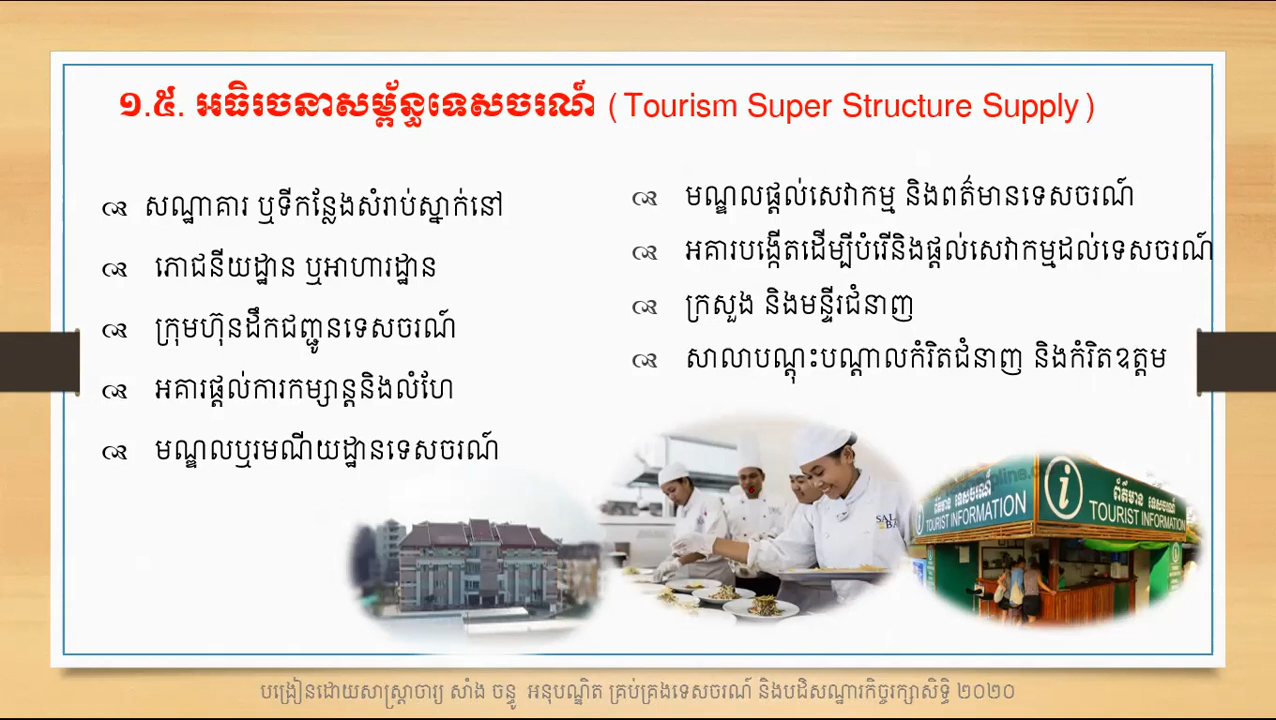 ១.៥. អធិរចនាសម្ព័ន្ធទេសចរណ៍ ( Tourism Super Structure Supply )
សណ្ឋាគារ ឬទីកន្លែងសំរាប់ស្នាក់នៅ
ភោជនីយដ្ឋាន ឬអាហារដ្ឋាន
ក្រុមហ៊ុនដឹកជញ្ជូនទេសចរណ៍
អគារផ្តល់ការកម្សាន្តនិងលំហែ
មណ្ឌលឬរមណីយដ្ឋានទេសចរណ៍
មណ្ឌលផ្តល់សេវាកម្ម និងពត៌មានទេសចរណ៍
អគារបង្កើតដើម្បីបំរើនិងផ្តល់សេវាកម្មដល់ទេសចរណ៍
ក្រសួង និងមន្ទីរជំនាញ
សាលាបណ្តុះបណ្តាលកំរិតជំនាញ និងកំរិតឧត្តម
SALA
BA
ព័ត៌មាន ទេសចរណ៍
TOURIST INFORMATION
i
ព័ត៌មាន ទេសចរណ៍
TOURIST INFORMATION
បង្រៀនដោយសាស្ត្រាចារ្យ សាំង ចន្ធូ អនុបណ្ឌិត គ្រប់គ្រងទេសចរណ៍ និងបដិសណ្ឋារកិច្ចរក្សាសិទ្ធិ ២០២០